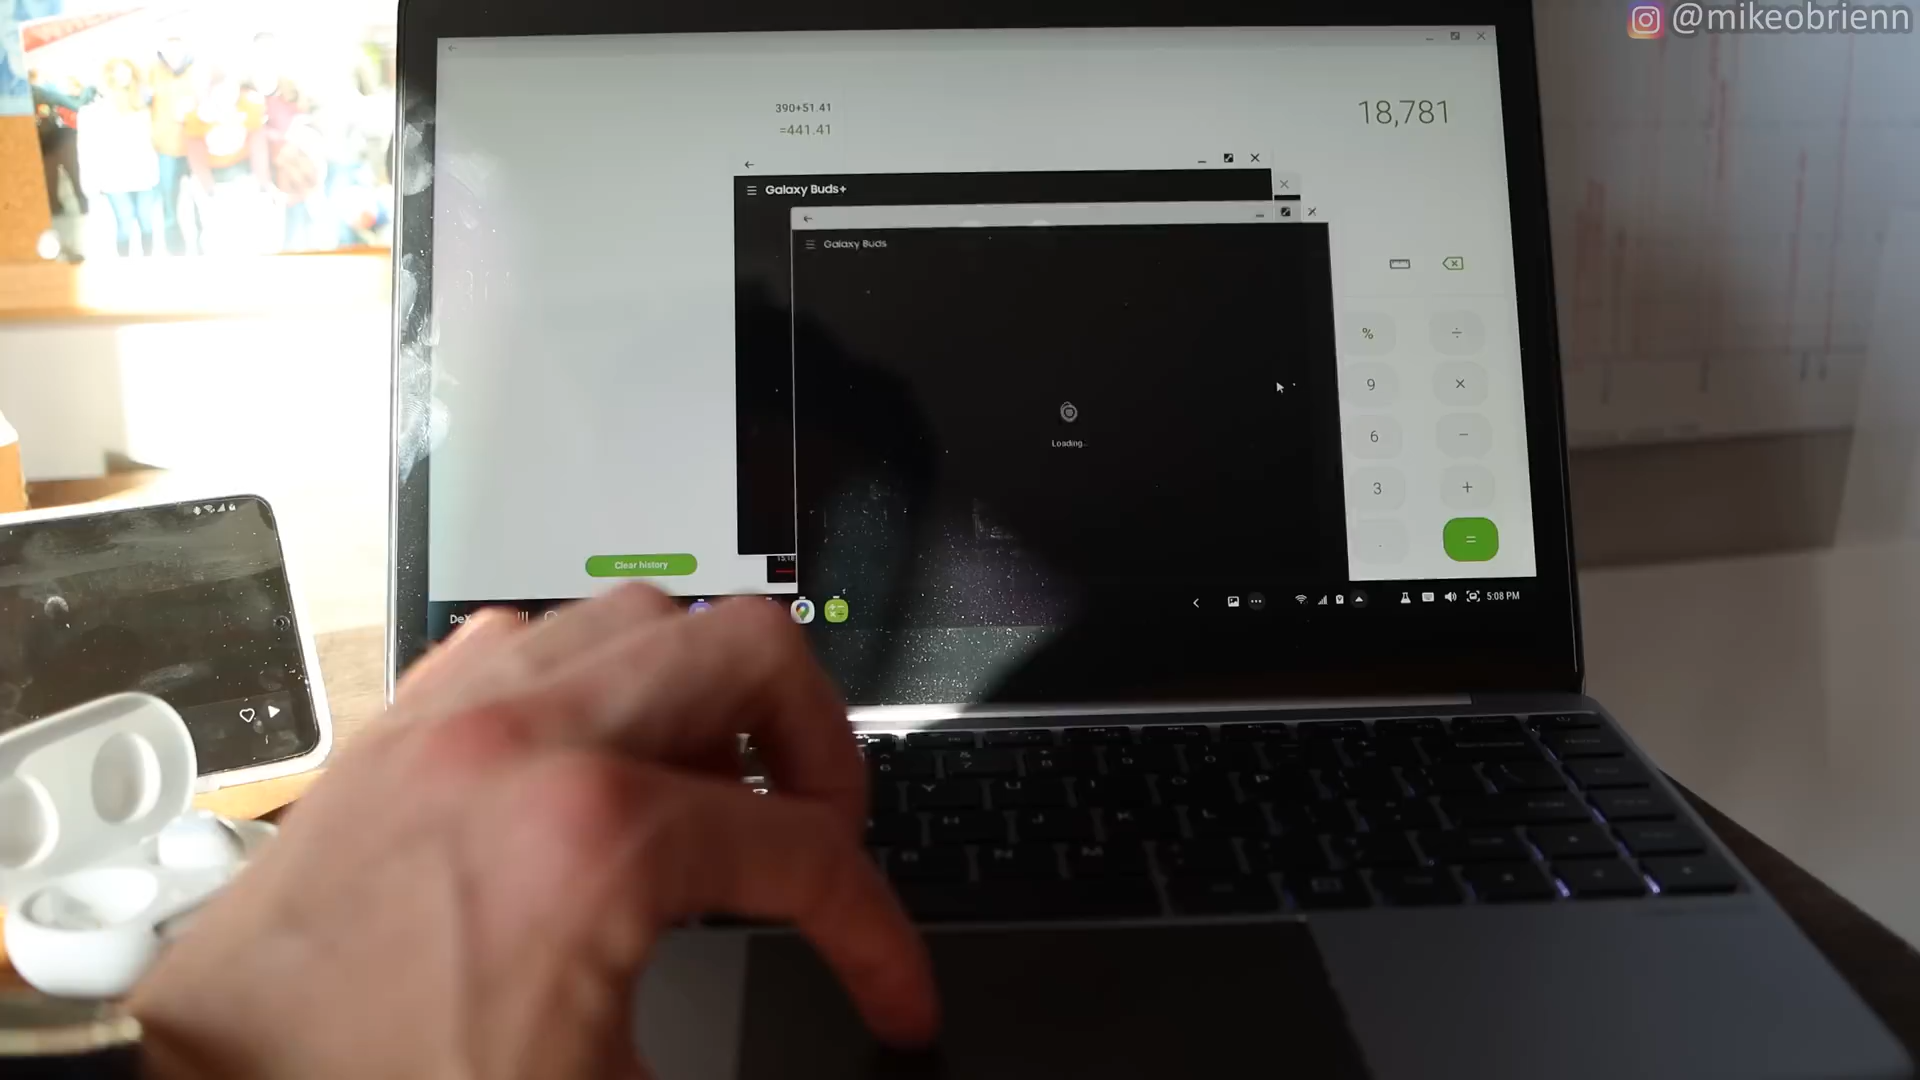 @mikeobrienn
390+51.41
=441.41
18,781
Galaxy Buds+
Galaxy Buds
Loading...
%
÷
9
×
6
−
3
+
.
=
Clear history
DeX
5:08 PM
Y
U
I
O
P
H
J
K
L
B
N
M